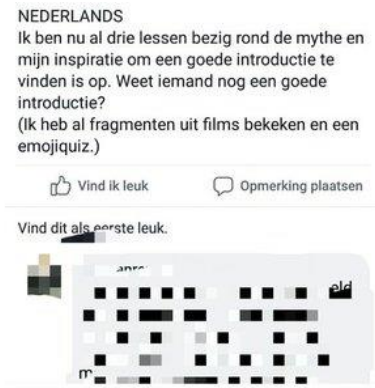 NEDERLANDS
Ik ben nu al drie lessen bezig rond de mythe en
mijn inspiratie om een goede introductie te
vinden is op. Weet iemand nog een goede
introductie?
(Ik heb al fragmenten uit films bekeken en een
emojiquiz.)
Vind ik leuk Opmerking plaatsen
Vind dit als eerste leuk.